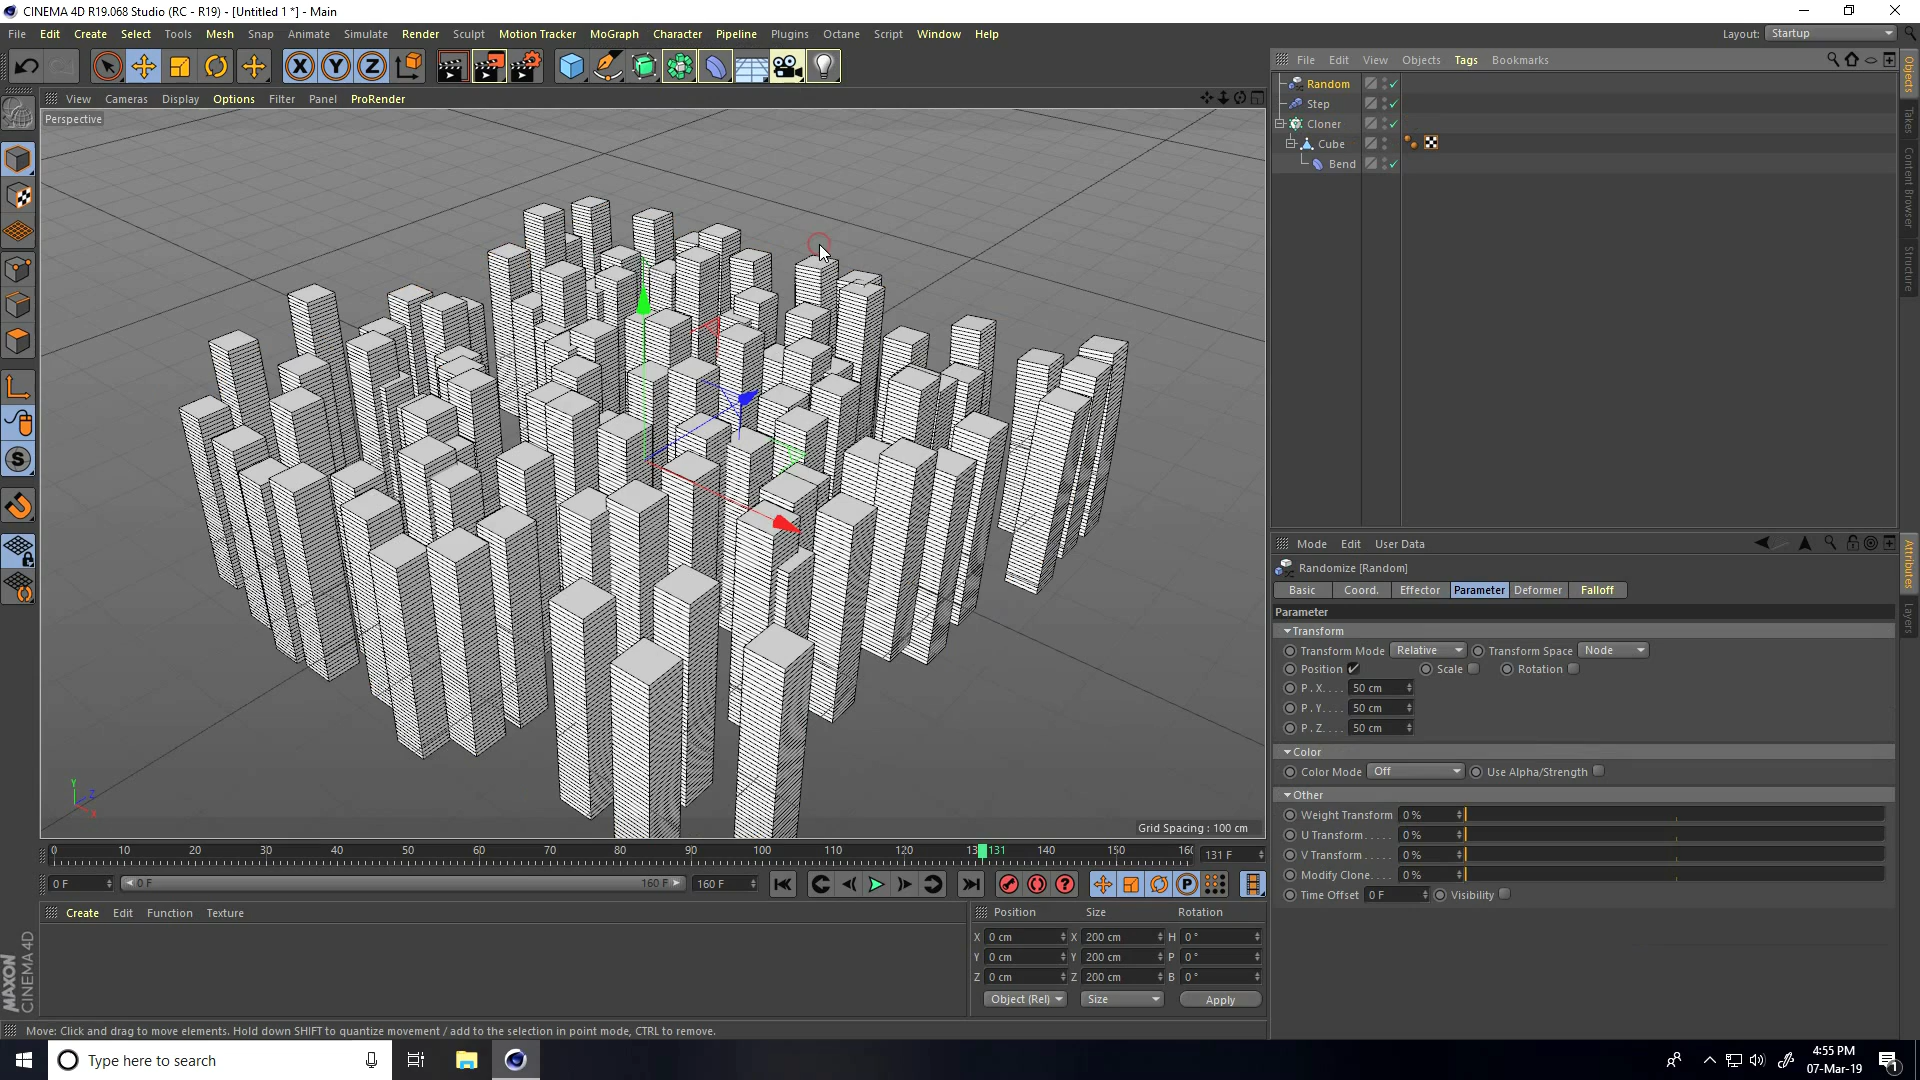 CINEMA 4D R19.068 Studio (RC - R19) - [Untitled 1 *] - Main
File Edit Create Select Tools Mesh Snap Animate Simulate Render Sculpt Motion Tracker MoGraph Character Pipeline Plugins Octane Script Window Help
Layout: Startup
File Edit View Objects Tags Bookmarks
View Cameras Display Options Filter Panel ProRender
Perspective
Random
Step
Cloner
Cube
Bend
Objects
Takes
Content Browser
Structure
Mode Edit User Data
Randomize [Random]
Basic Coord. Effector Parameter Deformer Falloff
Parameter
Transform
Transform Mode Relative Transform Space Node
Position Scale Rotation
P . X. . . . 50 cm
P . Y. . . . 50 cm
P . Z. . . . 50 cm
Color
Color Mode Off Use Alpha/Strength
Other
Weight Transform 0 %
U Transform. . . . . 0 %
V Transform. . . . . 0 %
Modify Clone. . . . 0 %
Time Offset 0 F Visibility
Attributes
Layers
Y
Z
X
Grid Spacing : 100 cm
0 10 20 30 40 50 60 70 80 90 100 110 120 13 131 140 150 160
131 F
0 F 0 F 160 F 160 F
Create Edit Function Texture
Position Size Rotation
X 0 cm X 200 cm H 0 °
Y 0 cm Y 200 cm P 0 °
Z 0 cm Z 200 cm B 0 °
Object (Rel) Size Apply
MAXON
CINEMA 4D
Move: Click and drag to move elements. Hold down SHIFT to quantize movement / add to the selection in point mode, CTRL to remove.
Type here to search
4:55 PM
07-Mar-19
1